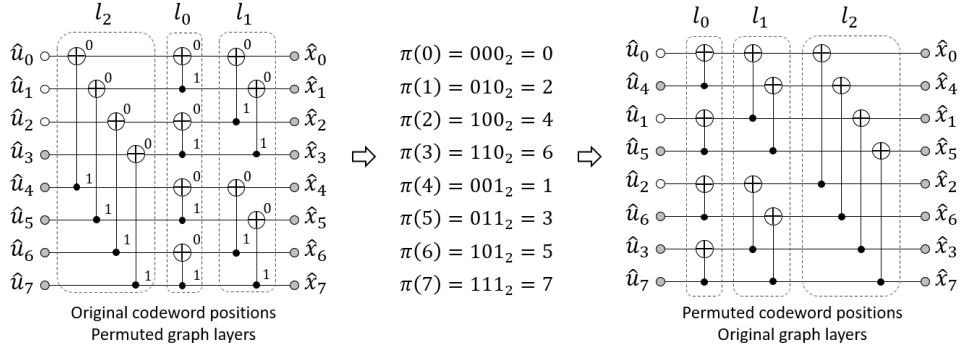 l₂ l₀ l₁
û₀ 0 0 0 x̂₀
û₁ 0 1 0 x̂₁
û₂ 0 0 1 x̂₂
û₃ 0 1 1 x̂₃
û₄ 1 0 0 x̂₄
û₅ 1 1 0 x̂₅
û₆ 1 0 1 x̂₆
û₇ 1 1 1 x̂₇
Original codeword positions
Permuted graph layers
π(0) = 000₂ = 0
π(1) = 010₂ = 2
π(2) = 100₂ = 4
π(3) = 110₂ = 6
π(4) = 001₂ = 1
π(5) = 011₂ = 3
π(6) = 101₂ = 5
π(7) = 111₂ = 7
l₀ l₁ l₂
û₀ x̂₀
û₄ x̂₄
û₁ x̂₁
û₅ x̂₅
û₂ x̂₂
û₆ x̂₆
û₃ x̂₃
û₇ x̂₇
Permuted codeword positions
Original graph layers